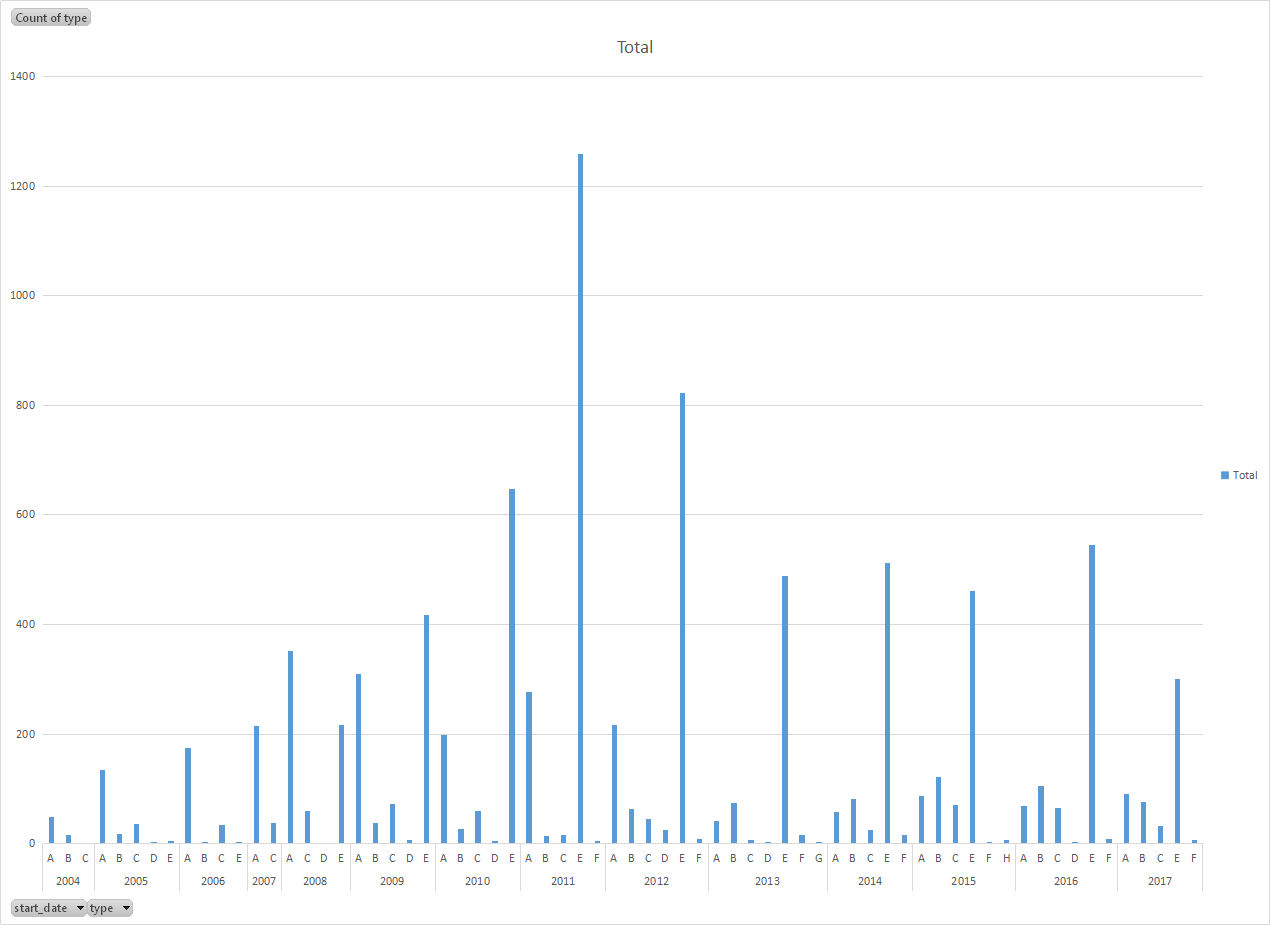 Count of type
Total
1400
1200
1000
800
600
400
200
0
Total
A B C A B C D E A B C E A C A C D E A B C D E A B C D E A B C E F A B C D E F A B C D E F G A B C E F A B C E F H A B C D E F A B C E F
2004 2005 2006 2007 2008 2009 2010 2011 2012 2013 2014 2015 2016 2017
start_date type